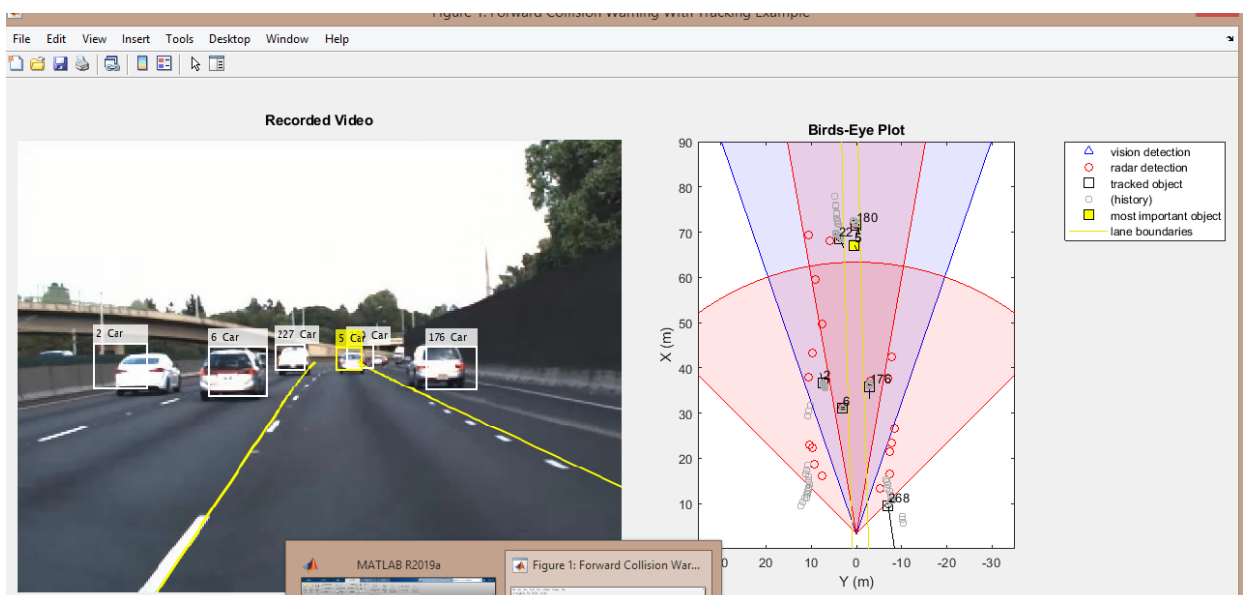 Figure 1: Forward Collision Warning With Tracking Example
File Edit View Insert Tools Desktop Window Help
Recorded Video
2 Car
6 Car
227 Car
5 Car
Car
176 Car
Birds-Eye Plot
90
80
70
60
50
40
30
20
10
X (m)
180
5
2
176
6
268
0 20 10 0 -10 -20 -30
Y (m)
vision detection
radar detection
tracked object
(history)
most important object
lane boundaries
MATLAB R2019a
Figure 1: Forward Collision War...